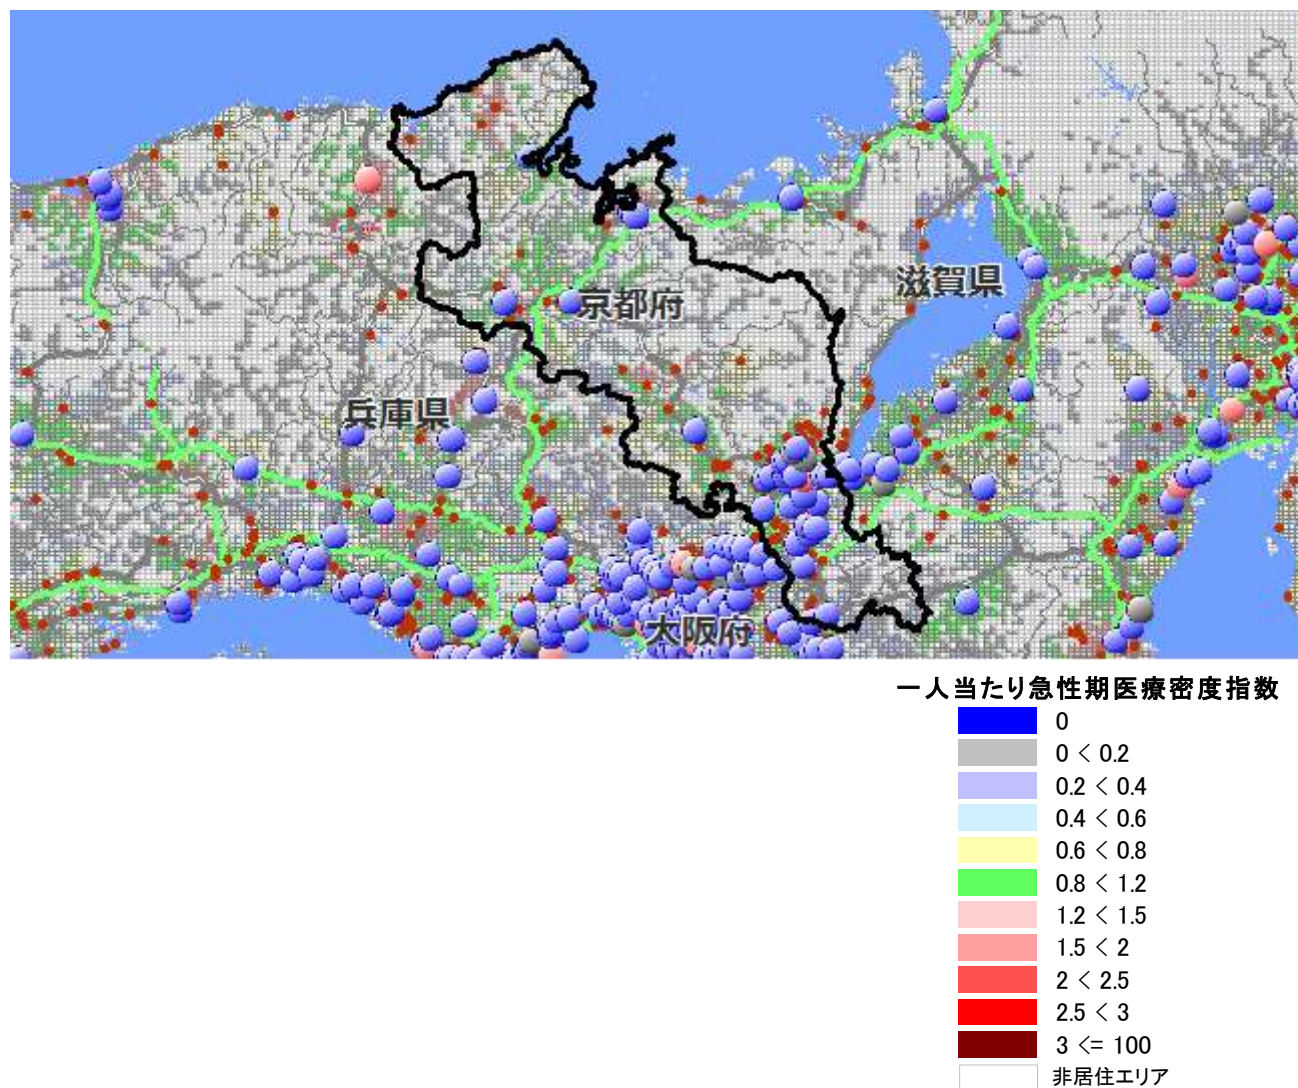 滋賀県
京都府
兵庫県
大阪府
一人当たり急性期医療密度指数
0
0 < 0.2
0.2 < 0.4
0.4 < 0.6
0.6 < 0.8
0.8 < 1.2
1.2 < 1.5
1.5 < 2
2 < 2.5
2.5 < 3
3 <= 100
非居住エリア